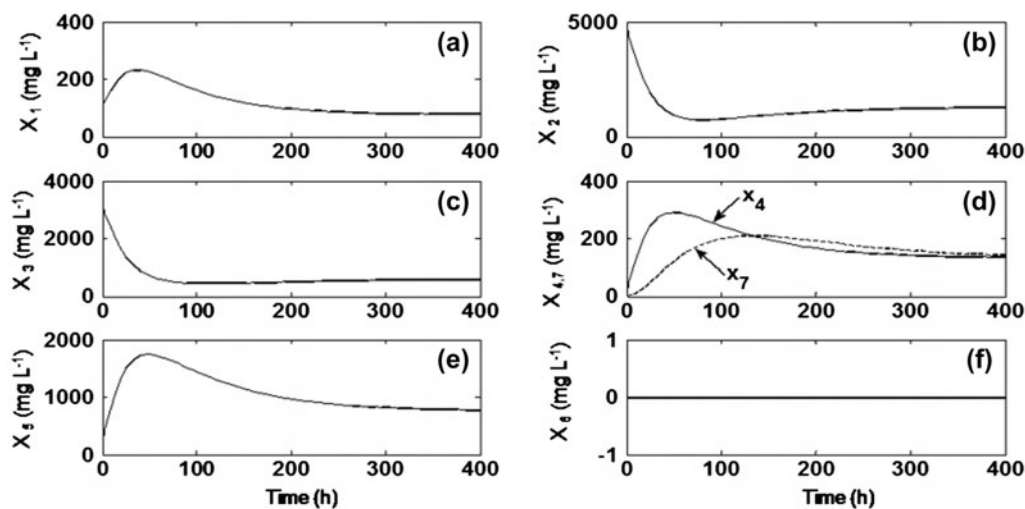 400
200
0
X1 (mg L-1)
(a)
0 100 200 300 400
5000
0
X2 (mg L-1)
(b)
0 100 200 300 400
4000
2000
0
X3 (mg L-1)
(c)
0 100 200 300 400
400
200
0
X4,7 (mg L-1)
x4
x7
(d)
0 100 200 300 400
2000
1000
0
X5 (mg L-1)
(e)
0 100 200 300 400
Time (h)
1
0
-1
X6 (mg L-1)
(f)
0 100 200 300 400
Time (h)